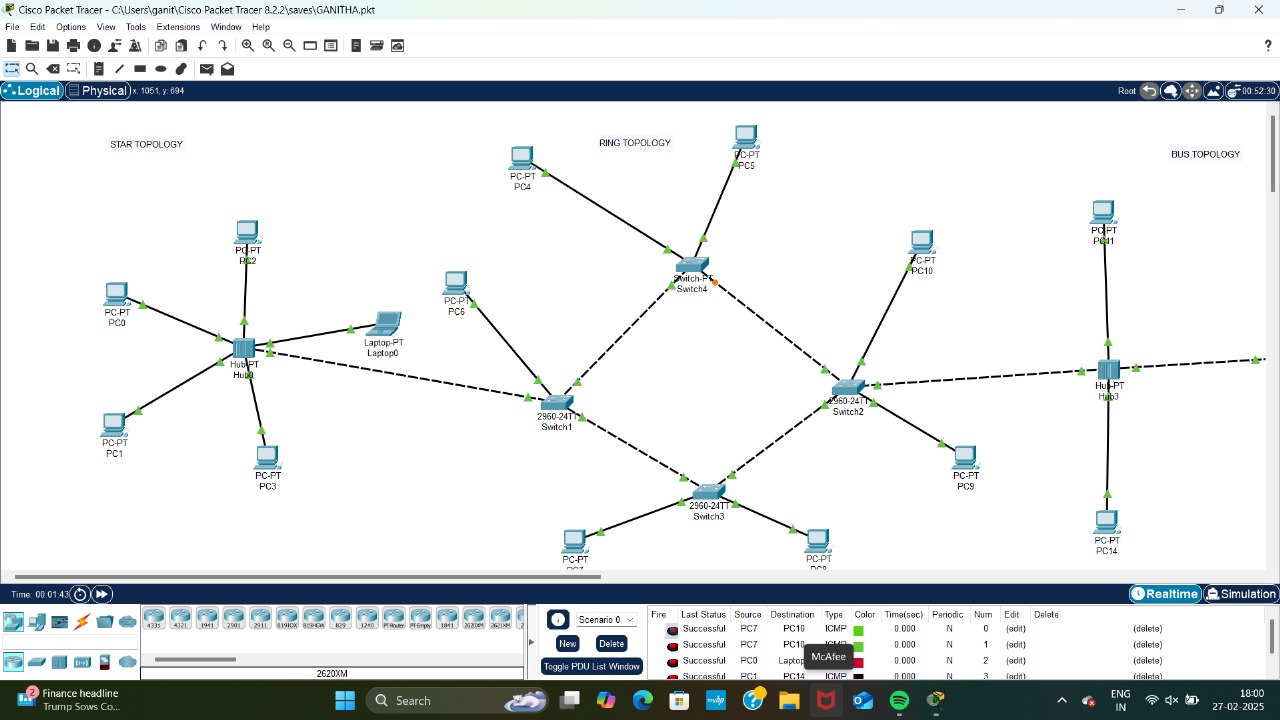 Cisco Packet Tracer - C:\Users\ganit\Cisco Packet Tracer 8.2.2\saves\GANITHA.pkt
File Edit Options View Tools Extensions Window Help
Logical Physical x: 1051, y: 694 Root 00:52:30
STAR TOPOLOGY
RING TOPOLOGY
BUS TOPOLOGY
PC-PT
PC4
PC-PT
PC5
PC-PT
PC2
PC-PT
PC10
PC-PT
PC11
PC-PT
PC0
PC-PT
PC6
Switch-PT
Switch4
Laptop-PT
Laptop0
Hub-PT
Hub-PT
Hub3
2960-24TT
Switch1
2960-24TT
Switch2
PC-PT
PC1
PC-PT
PC3
PC-PT
PC9
2960-24TT
Switch3
PC-PT
PC14
PC-PT
PC7
PC-PT
PC8
Time: 00:01:43 Realtime Simulation
4331 4321 1941 2901 2911 819IOX 819HGW 829 1240 PT-Router PT-Empty 1841 2620XM 2621XM
2620XM
Scenario 0
New Delete
Toggle PDU List Window
Fire Last Status Source Destination Type Color Time(sec) Periodic Num Edit Delete
Successful PC7 PC10 ICMP 0.000 N 0 (edit) (delete)
Successful PC7 PC10 ICMP 0.000 N 1 (edit) (delete)
Successful PC0 Laptop 0.000 N 2 (edit) (delete)
Successful PC1 PC14 ICMP 0.000 N 3 (edit) (delete)
McAfee
2
Finance headline
Trump Sows Co...
Search
ENG
IN
18:00
27-02-2025